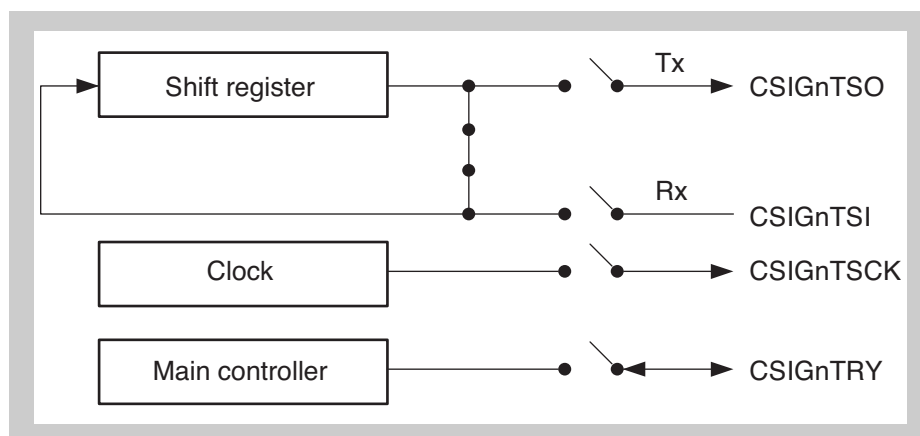 Shift register
Tx
CSIGnTSO
Rx
CSIGnTSI
Clock
CSIGnTSCK
Main controller
CSIGnTRY